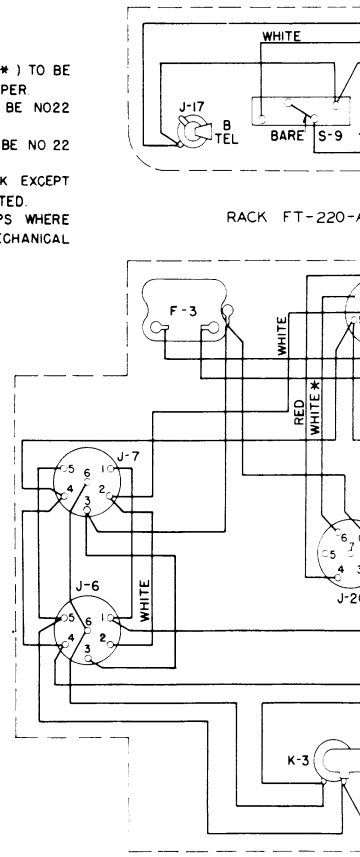 * ) TO BE
PER.
BE NO22
BE NO 22
K EXCEPT
TED.
PS WHERE
ECHANICAL
WHITE
J-17
B
TEL
BARE
S-9
RACK FT-220-A
F-3
WHITE
RED
WHITE *
J-7
5
6
1
4
3
2
J-6
5
6
1
4
3
2
WHITE
6
7
5
4
3
J-20
K-3